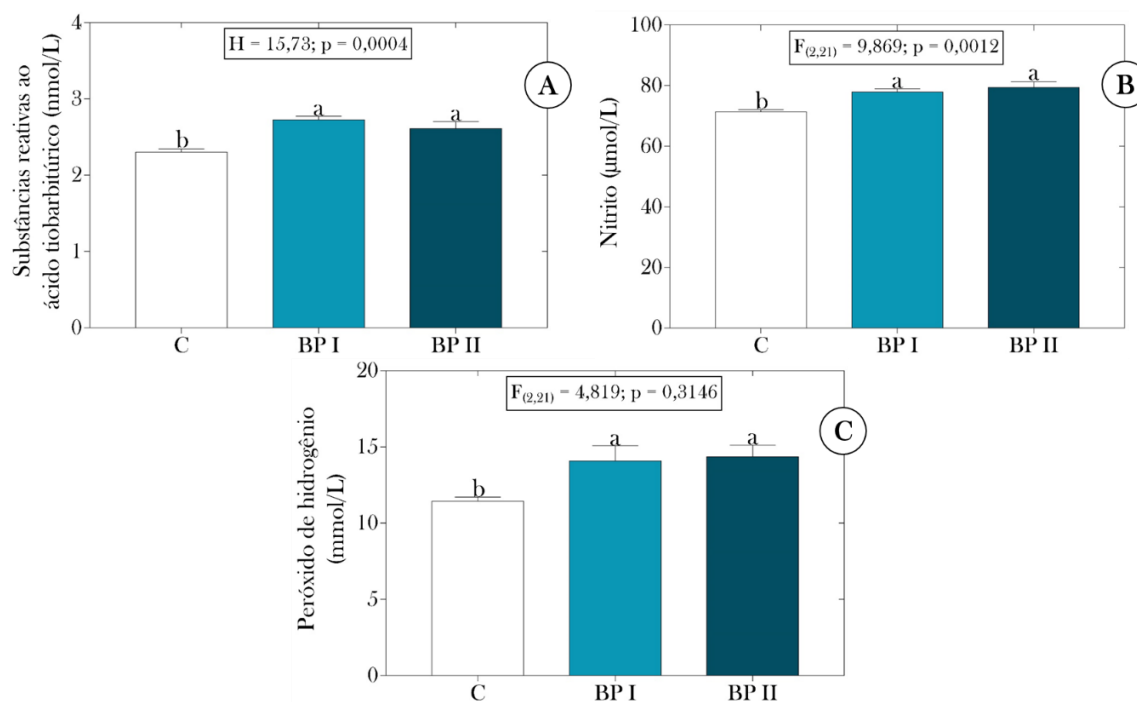 Substâncias reativas ao
ácido tiobarbitúrico (nmol/L)
4
3
2
1
0
H = 15,73; p = 0,0004
A
b
a
a
C
BP I
BP II
Nitrito (µmol/L)
100
80
60
40
20
0
F(2,21) = 9,869; p = 0,0012
B
b
a
a
C
BP I
BP II
Peróxido de hidrogênio
(mmol/L)
20
15
10
5
0
F(2,21) = 4,819; p = 0,3146
C
b
a
a
C
BP I
BP II